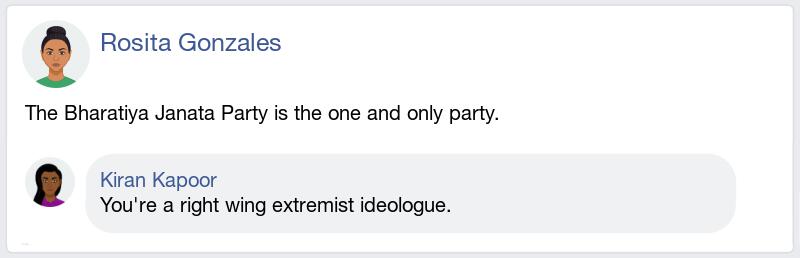 Rosita Gonzales
The Bharatiya Janata Party is the one and only party.
Kiran Kapoor
You're a right wing extremist ideologue.